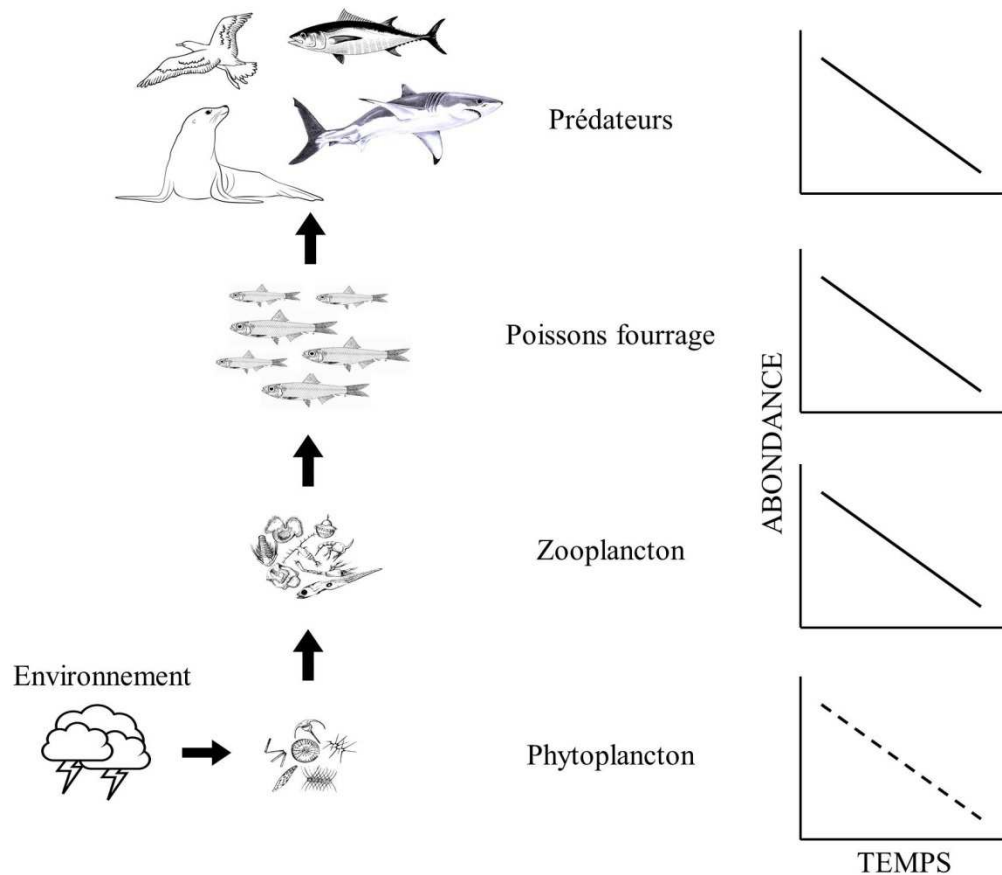 Prédateurs
Poissons fourrage
ABONDANCE
Zooplancton
Environnement
Phytoplancton
TEMPS